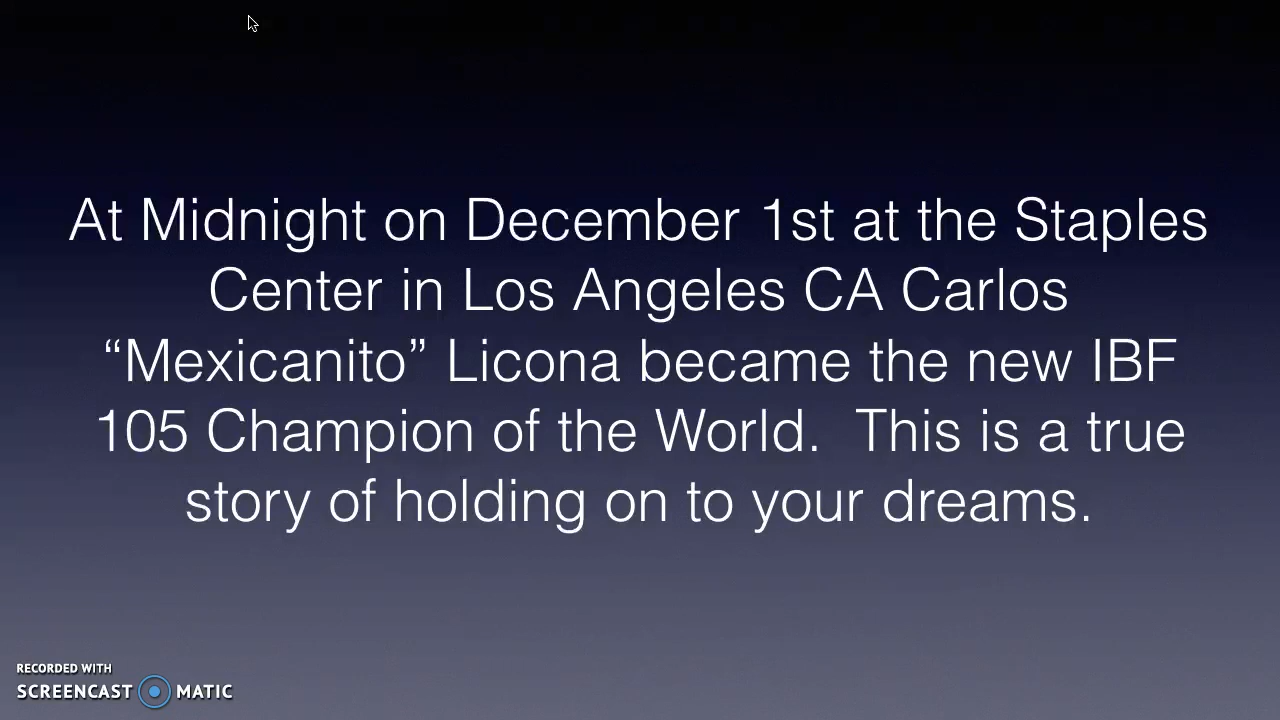 At Midnight on December 1st at the Staples
Center in Los Angeles CA Carlos
“Mexicanito” Licona became the new IBF
105 Champion of the World.  This is a true
story of holding on to your dreams.
RECORDED WITH
SCREENCAST MATIC